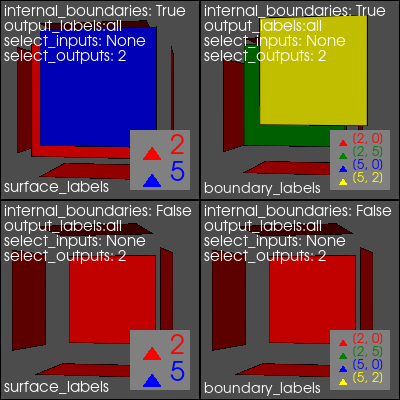 internal_boundaries: True
output_labels:all
select_inputs: None
select_outputs: 2
2
5
surface_labels
internal_boundaries: True
output_labels:all
select_inputs: None
select_outputs: 2
(2, 0)
(2, 5)
(5, 0)
(5, 2)
boundary_labels
internal_boundaries: False
output_labels:all
select_inputs: None
select_outputs: 2
2
5
surface_labels
internal_boundaries: False
output_labels:all
select_inputs: None
select_outputs: 2
(2, 0)
(2, 5)
(5, 0)
(5, 2)
boundary_labels